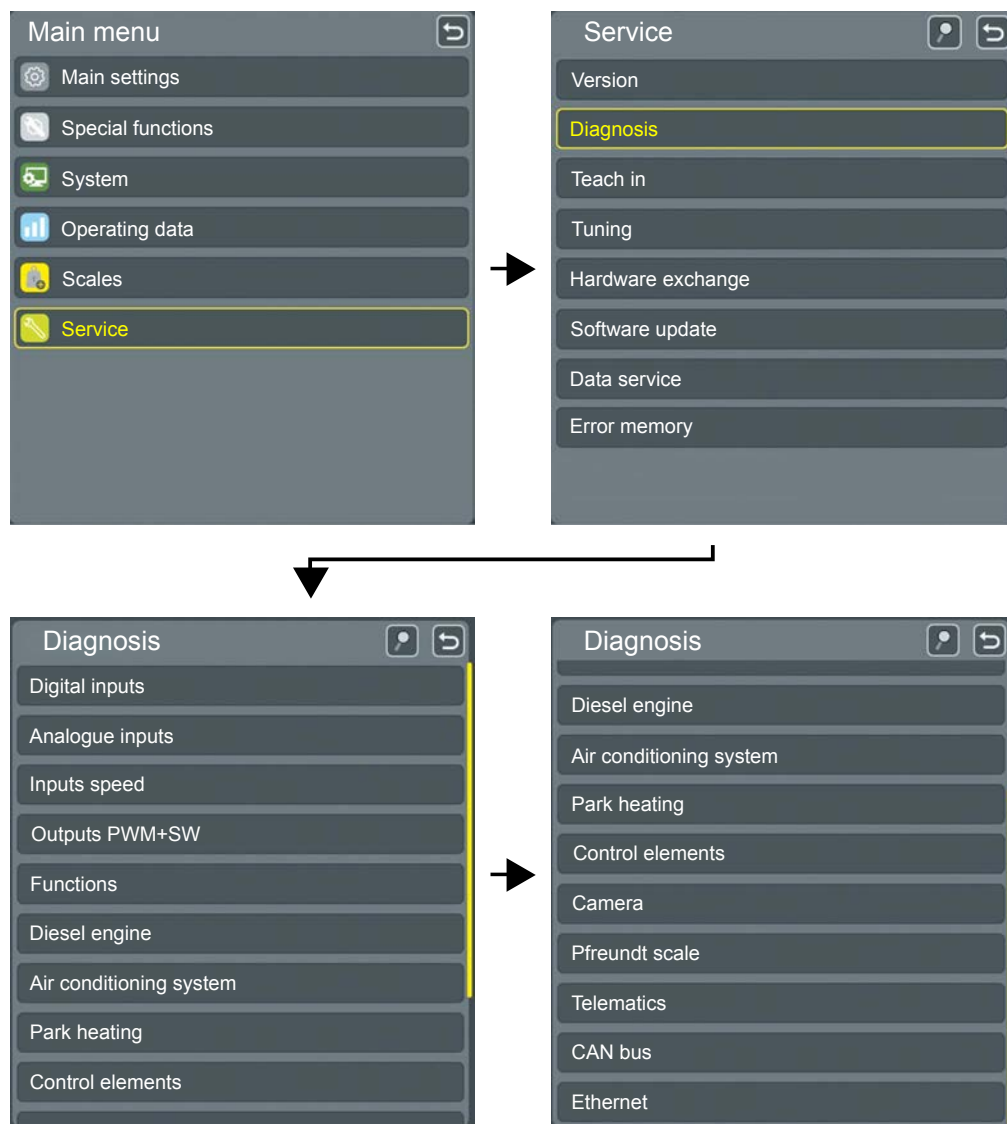 Main menu
Main settings
Special functions
System
Operating data
Scales
Service
Service
Version
Diagnosis
Teach in
Tuning
Hardware exchange
Software update
Data service
Error memory
Diagnosis
Digital inputs
Analogue inputs
Inputs speed
Outputs PWM+SW
Functions
Diesel engine
Air conditioning system
Park heating
Control elements
Diagnosis
Diesel engine
Air conditioning system
Park heating
Control elements
Camera
Pfreundt scale
Telematics
CAN bus
Ethernet